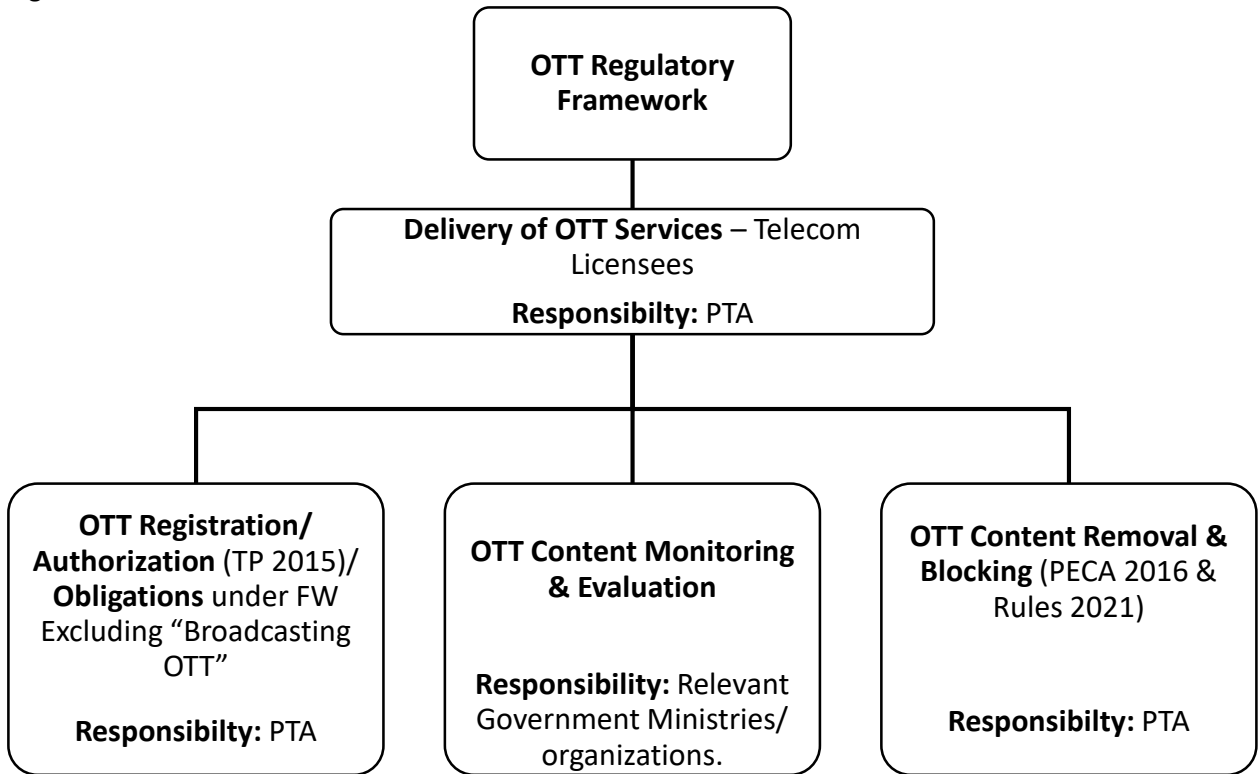 OTT Regulatory
Framework
Delivery of OTT Services – Telecom
Licensees
Responsibilty: PTA
OTT Registration/
Authorization (TP 2015)/
Obligations under FW
Excluding “Broadcasting
OTT”
Responsibilty: PTA
OTT Content Monitoring
& Evaluation
Responsibility: Relevant
Government Ministries/
organizations.
OTT Content Removal &
Blocking (PECA 2016 &
Rules 2021)
Responsibilty: PTA